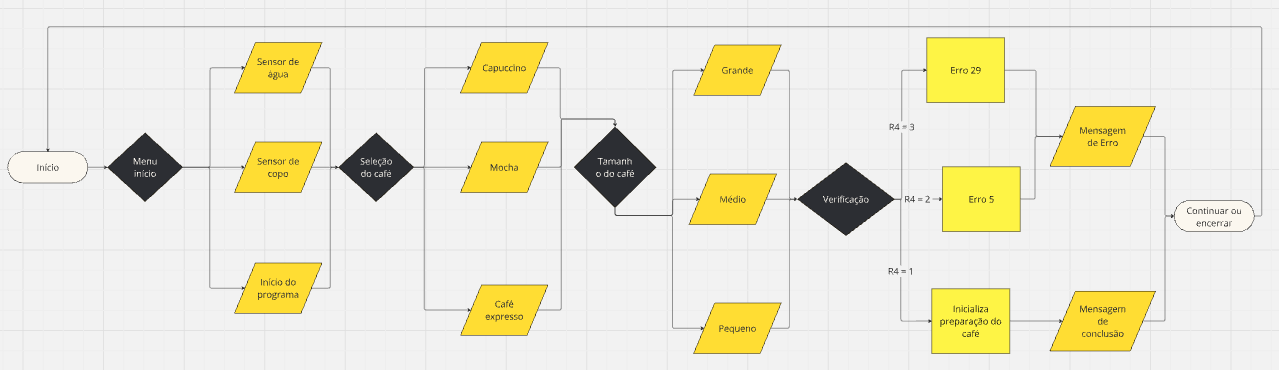 Início
Menu
início
Sensor de
água
Sensor de
copo
Início do
programa
Seleção
do café
Capuccino
Mocha
Café
expresso
Tamanh
o do café
Grande
Médio
Pequeno
Verificação
R4 = 3
R4 = 2
R4 = 1
Erro 29
Erro 5
Inicializa
preparação do
café
Mensagem
de Erro
Mensagem
de
conclusão
Continuar ou
encerrar